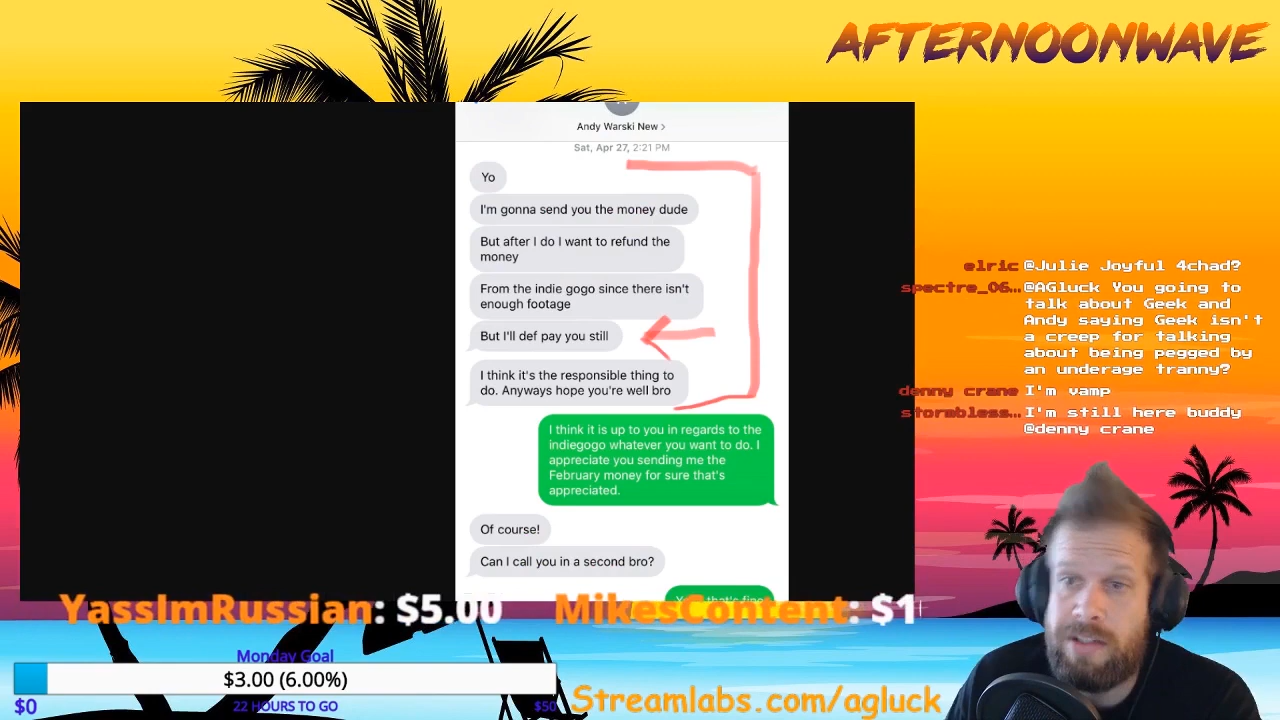 AFTERNOONWAVE
Andy Warski New >
Sat, Apr 27, 2:21 PM
Yo
I'm gonna send you the money dude
But after I do I want to refund the
money
From the indie gogo since there isn't
enough footage
But I'll def pay you still
I think it's the responsible thing to
do. Anyways hope you're well bro
I think it is up to you in regards to the
indiegogo whatever you want to do. I
appreciate you sending me the
February money for sure that's
appreciated.
Of course!
Can I call you in a second bro?
that's fine
elric @Julie Joyful 4chad?
spectre_06… @AGluck You going to
talk about Geek and
Andy saying Geek isn't
a creep for talking
about being pegged by
an underage tranny?
denny crane I'm vamp
stormbless… I'm still here buddy
@denny crane
YassImRussian: $5.00 MikesContent: $1
Monday Goal
$3.00 (6.00%)
$0 22 HOURS TO GO $50
Streamlabs.com/agluck